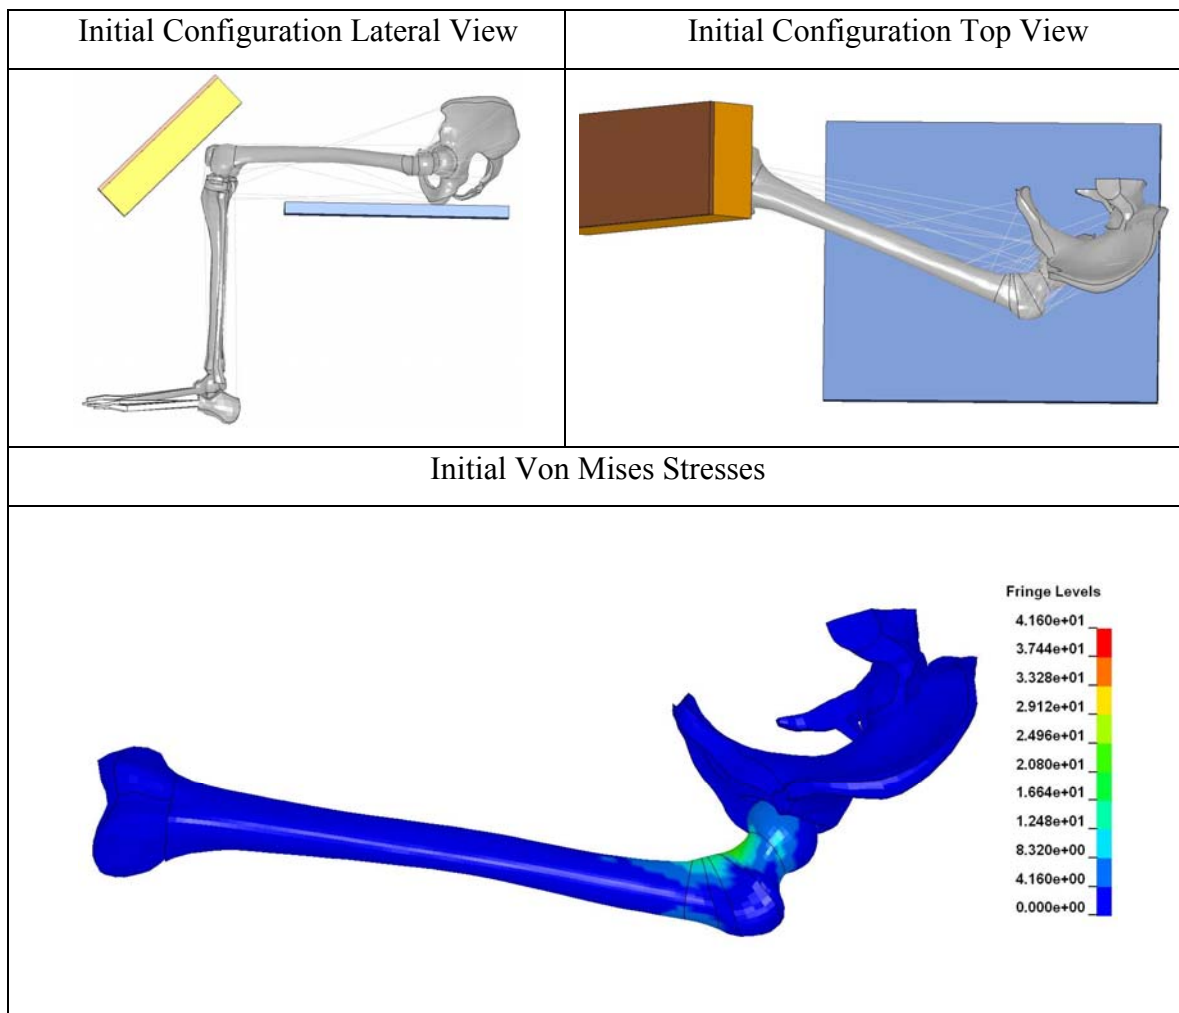 Initial Configuration Lateral View
Initial Configuration Top View
Initial Von Mises Stresses
Fringe Levels
4.160e+01
3.744e+01
3.328e+01
2.912e+01
2.496e+01
2.080e+01
1.664e+01
1.248e+01
8.320e+00
4.160e+00
0.000e+00